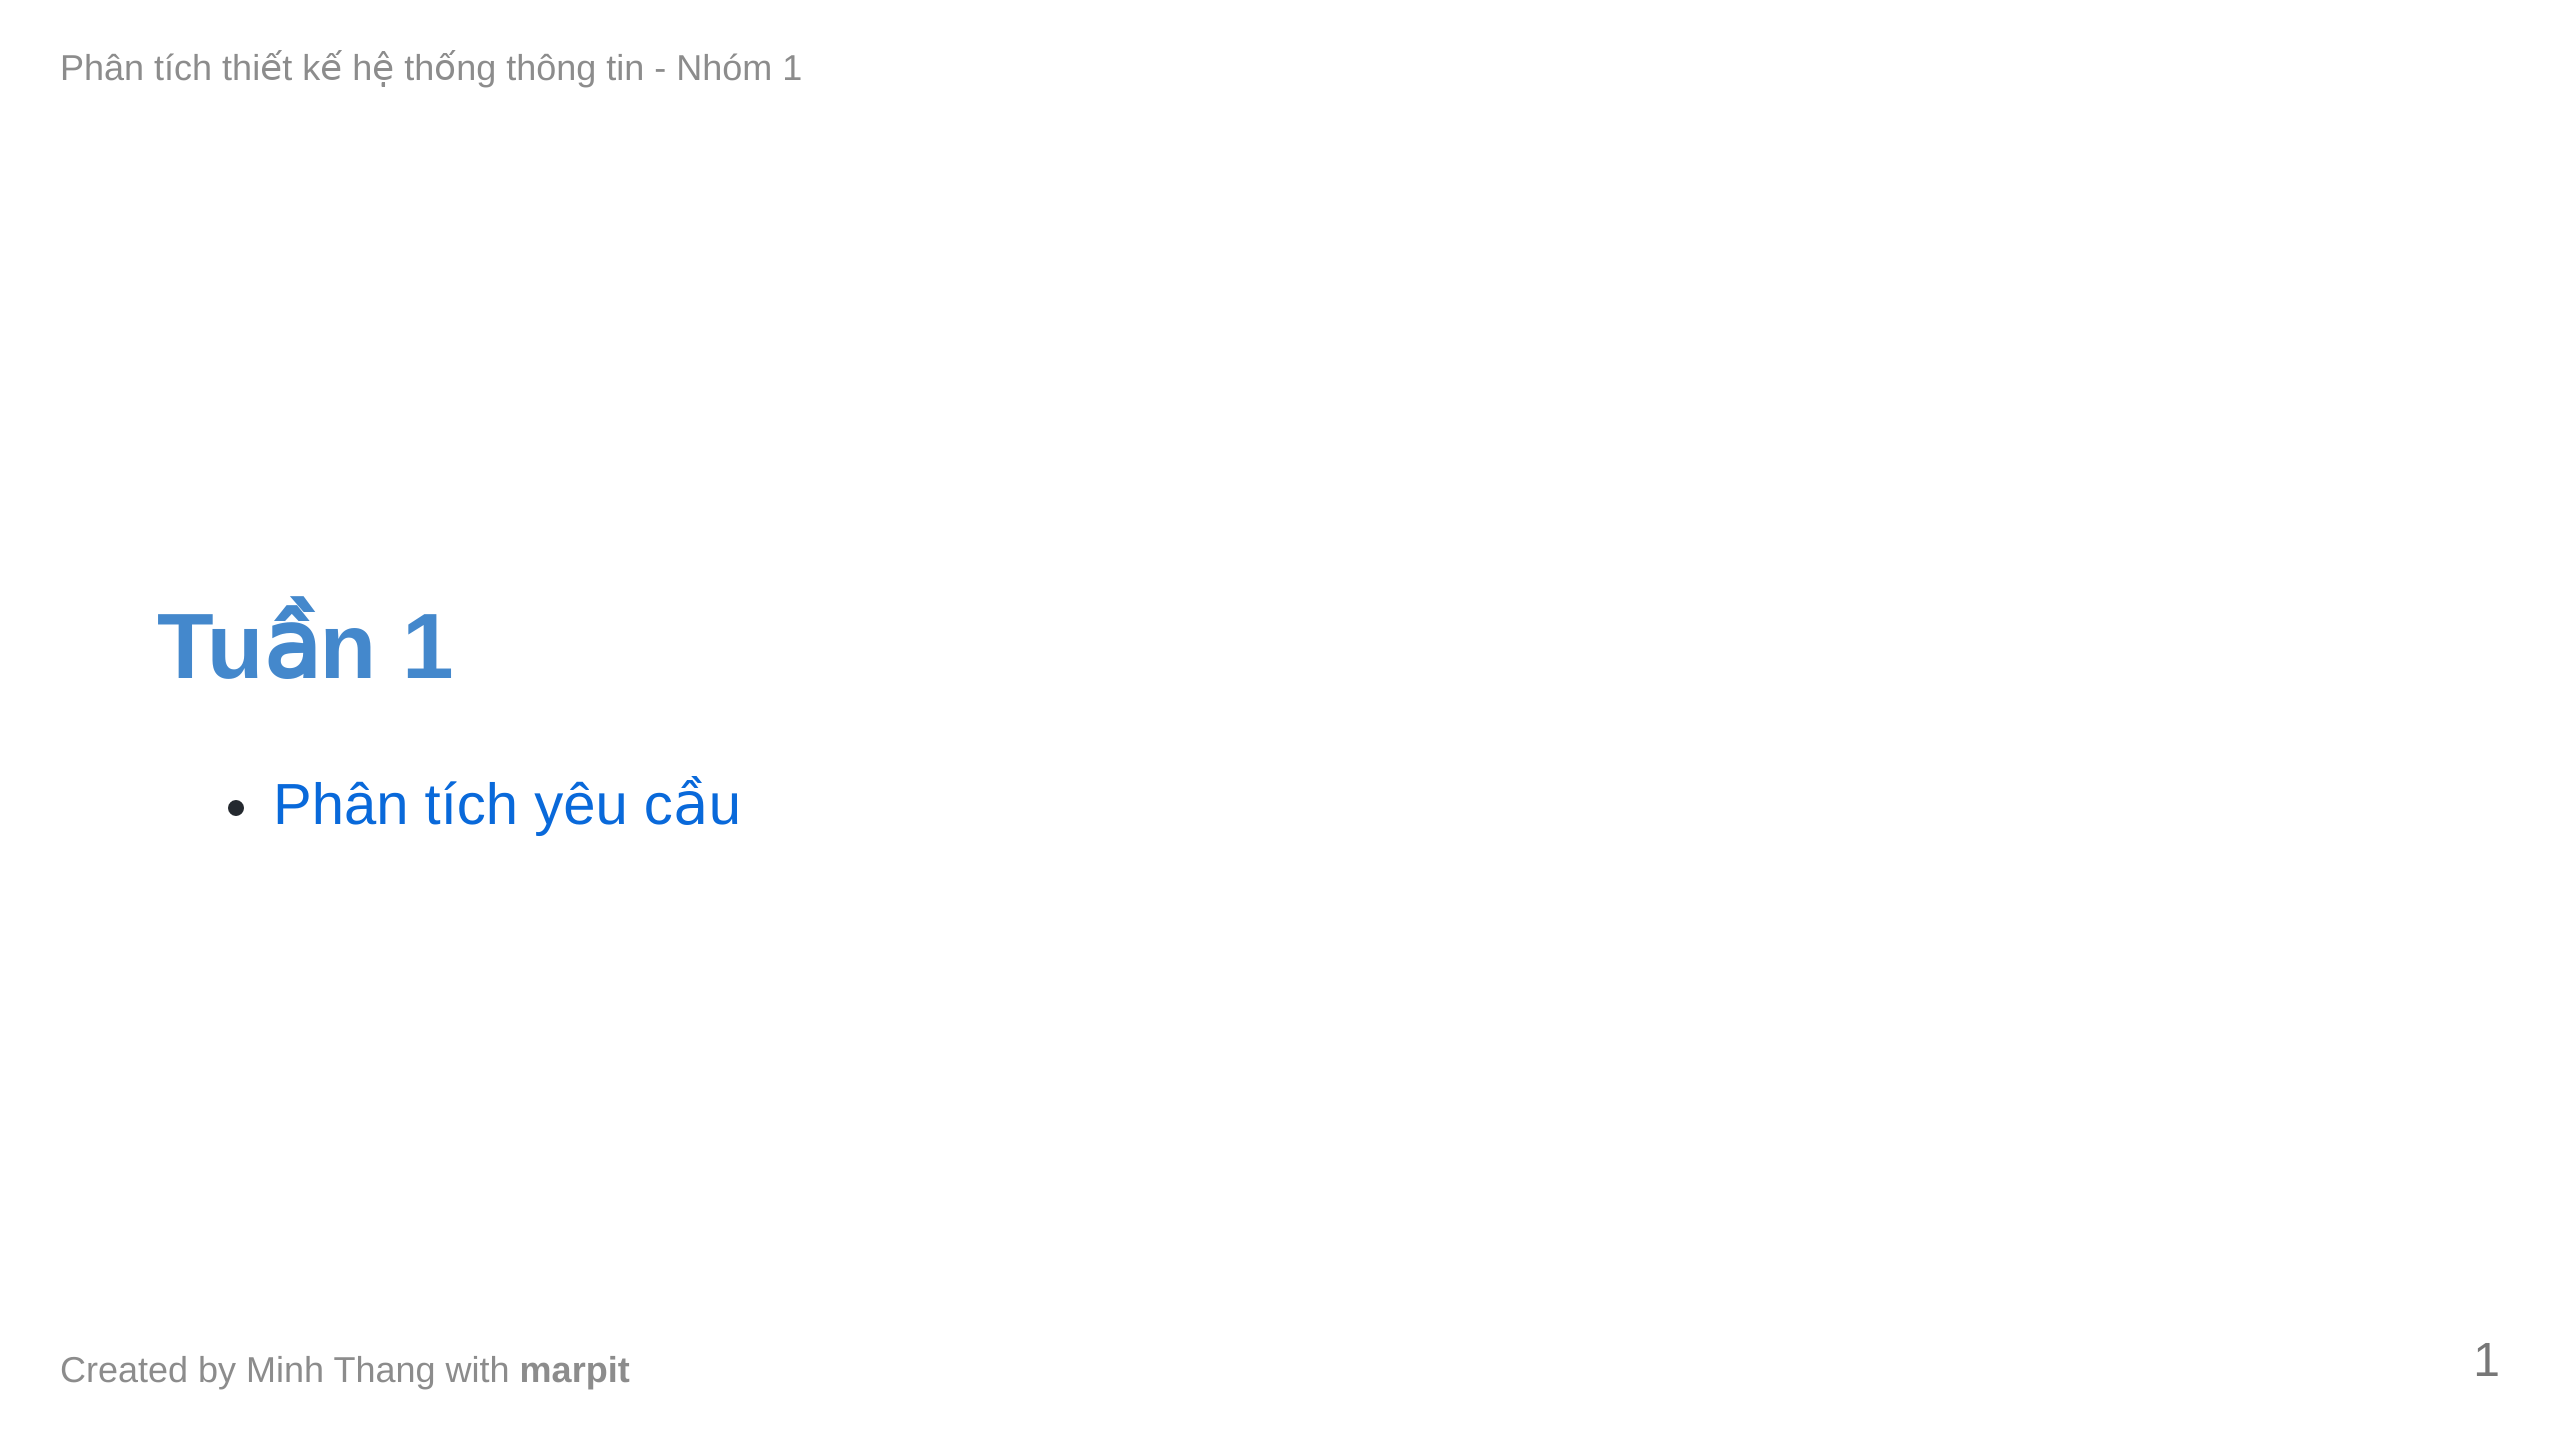 Phân tích thiết kế hệ thống thông tin - Nhóm 1
Tuần 1
• Phân tích yêu cầu
Created by Minh Thang with marpit
1